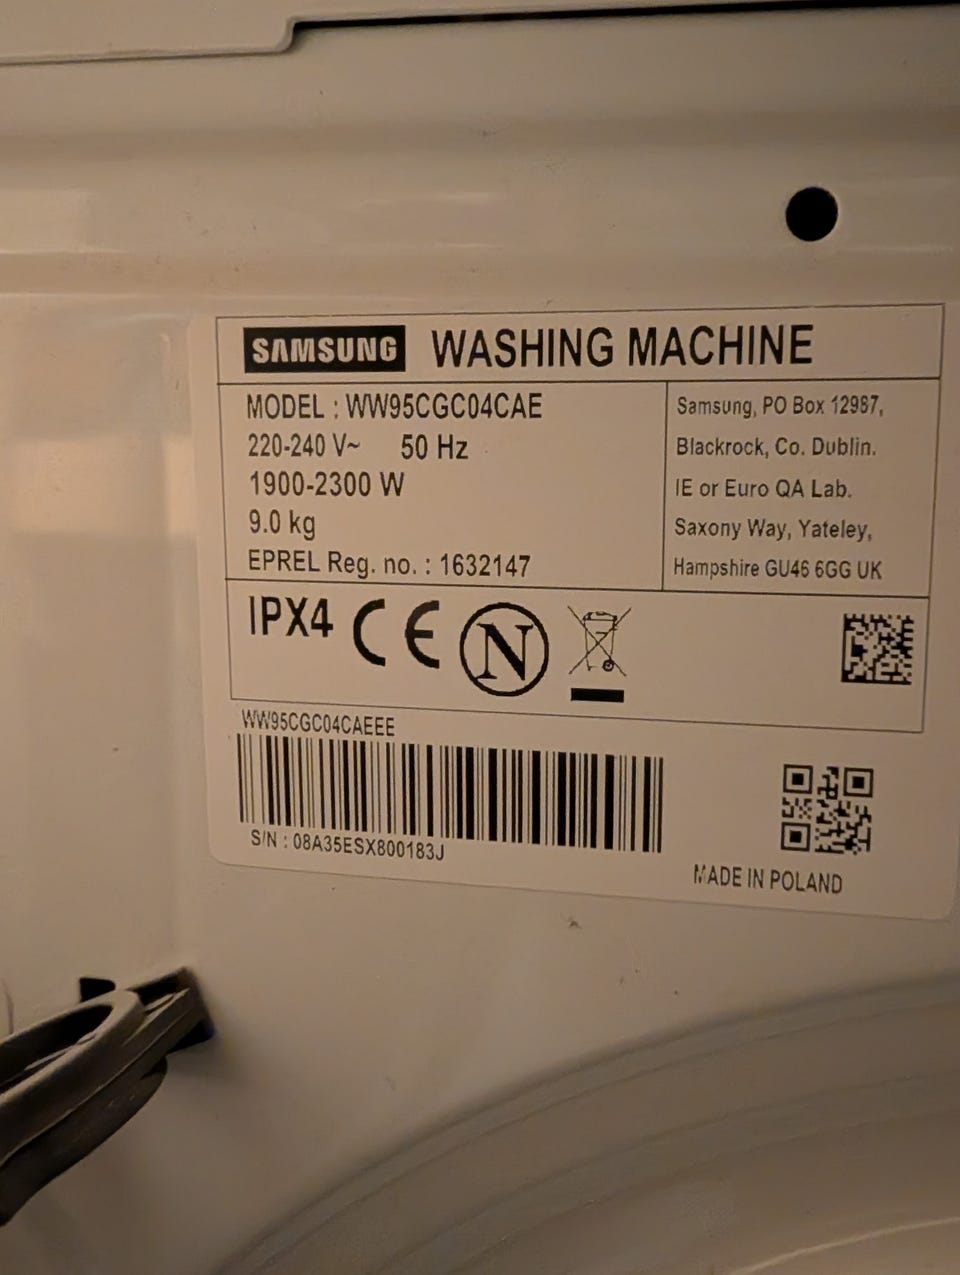 SAMSUNG WASHING MACHINE
MODEL : WW95CGC04CAE
220-240 V~ 50 Hz
1900-2300 W
9.0 kg
EPREL Reg. no. : 1632147
Samsung, PO Box 12987,
Blackrock, Co. Dublin.
IE or Euro QA Lab.
Saxony Way, Yateley,
Hampshire GU46 6GG UK
IPX4 CE N
WW95CGC04CAEEE
S/N : 08A35ESX800183J
MADE IN POLAND